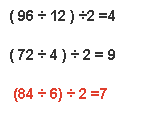 ( 96 ÷ 12 ) ÷2 =4
( 72 ÷ 4 ) ÷ 2 = 9
(84 ÷ 6) ÷ 2 =7